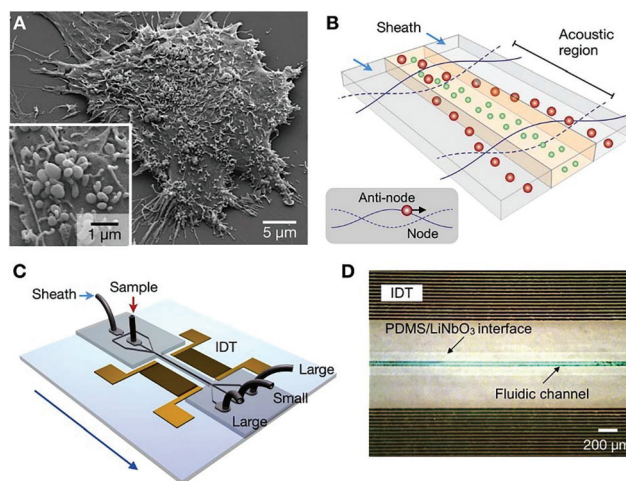 A
1 μm
5 μm
B
Sheath
Acoustic
region
Anti-node
Node
C
Sheath
Sample
IDT
Large
Small
Large
D
IDT
PDMS/LiNbO₃ interface
Fluidic channel
200 μm